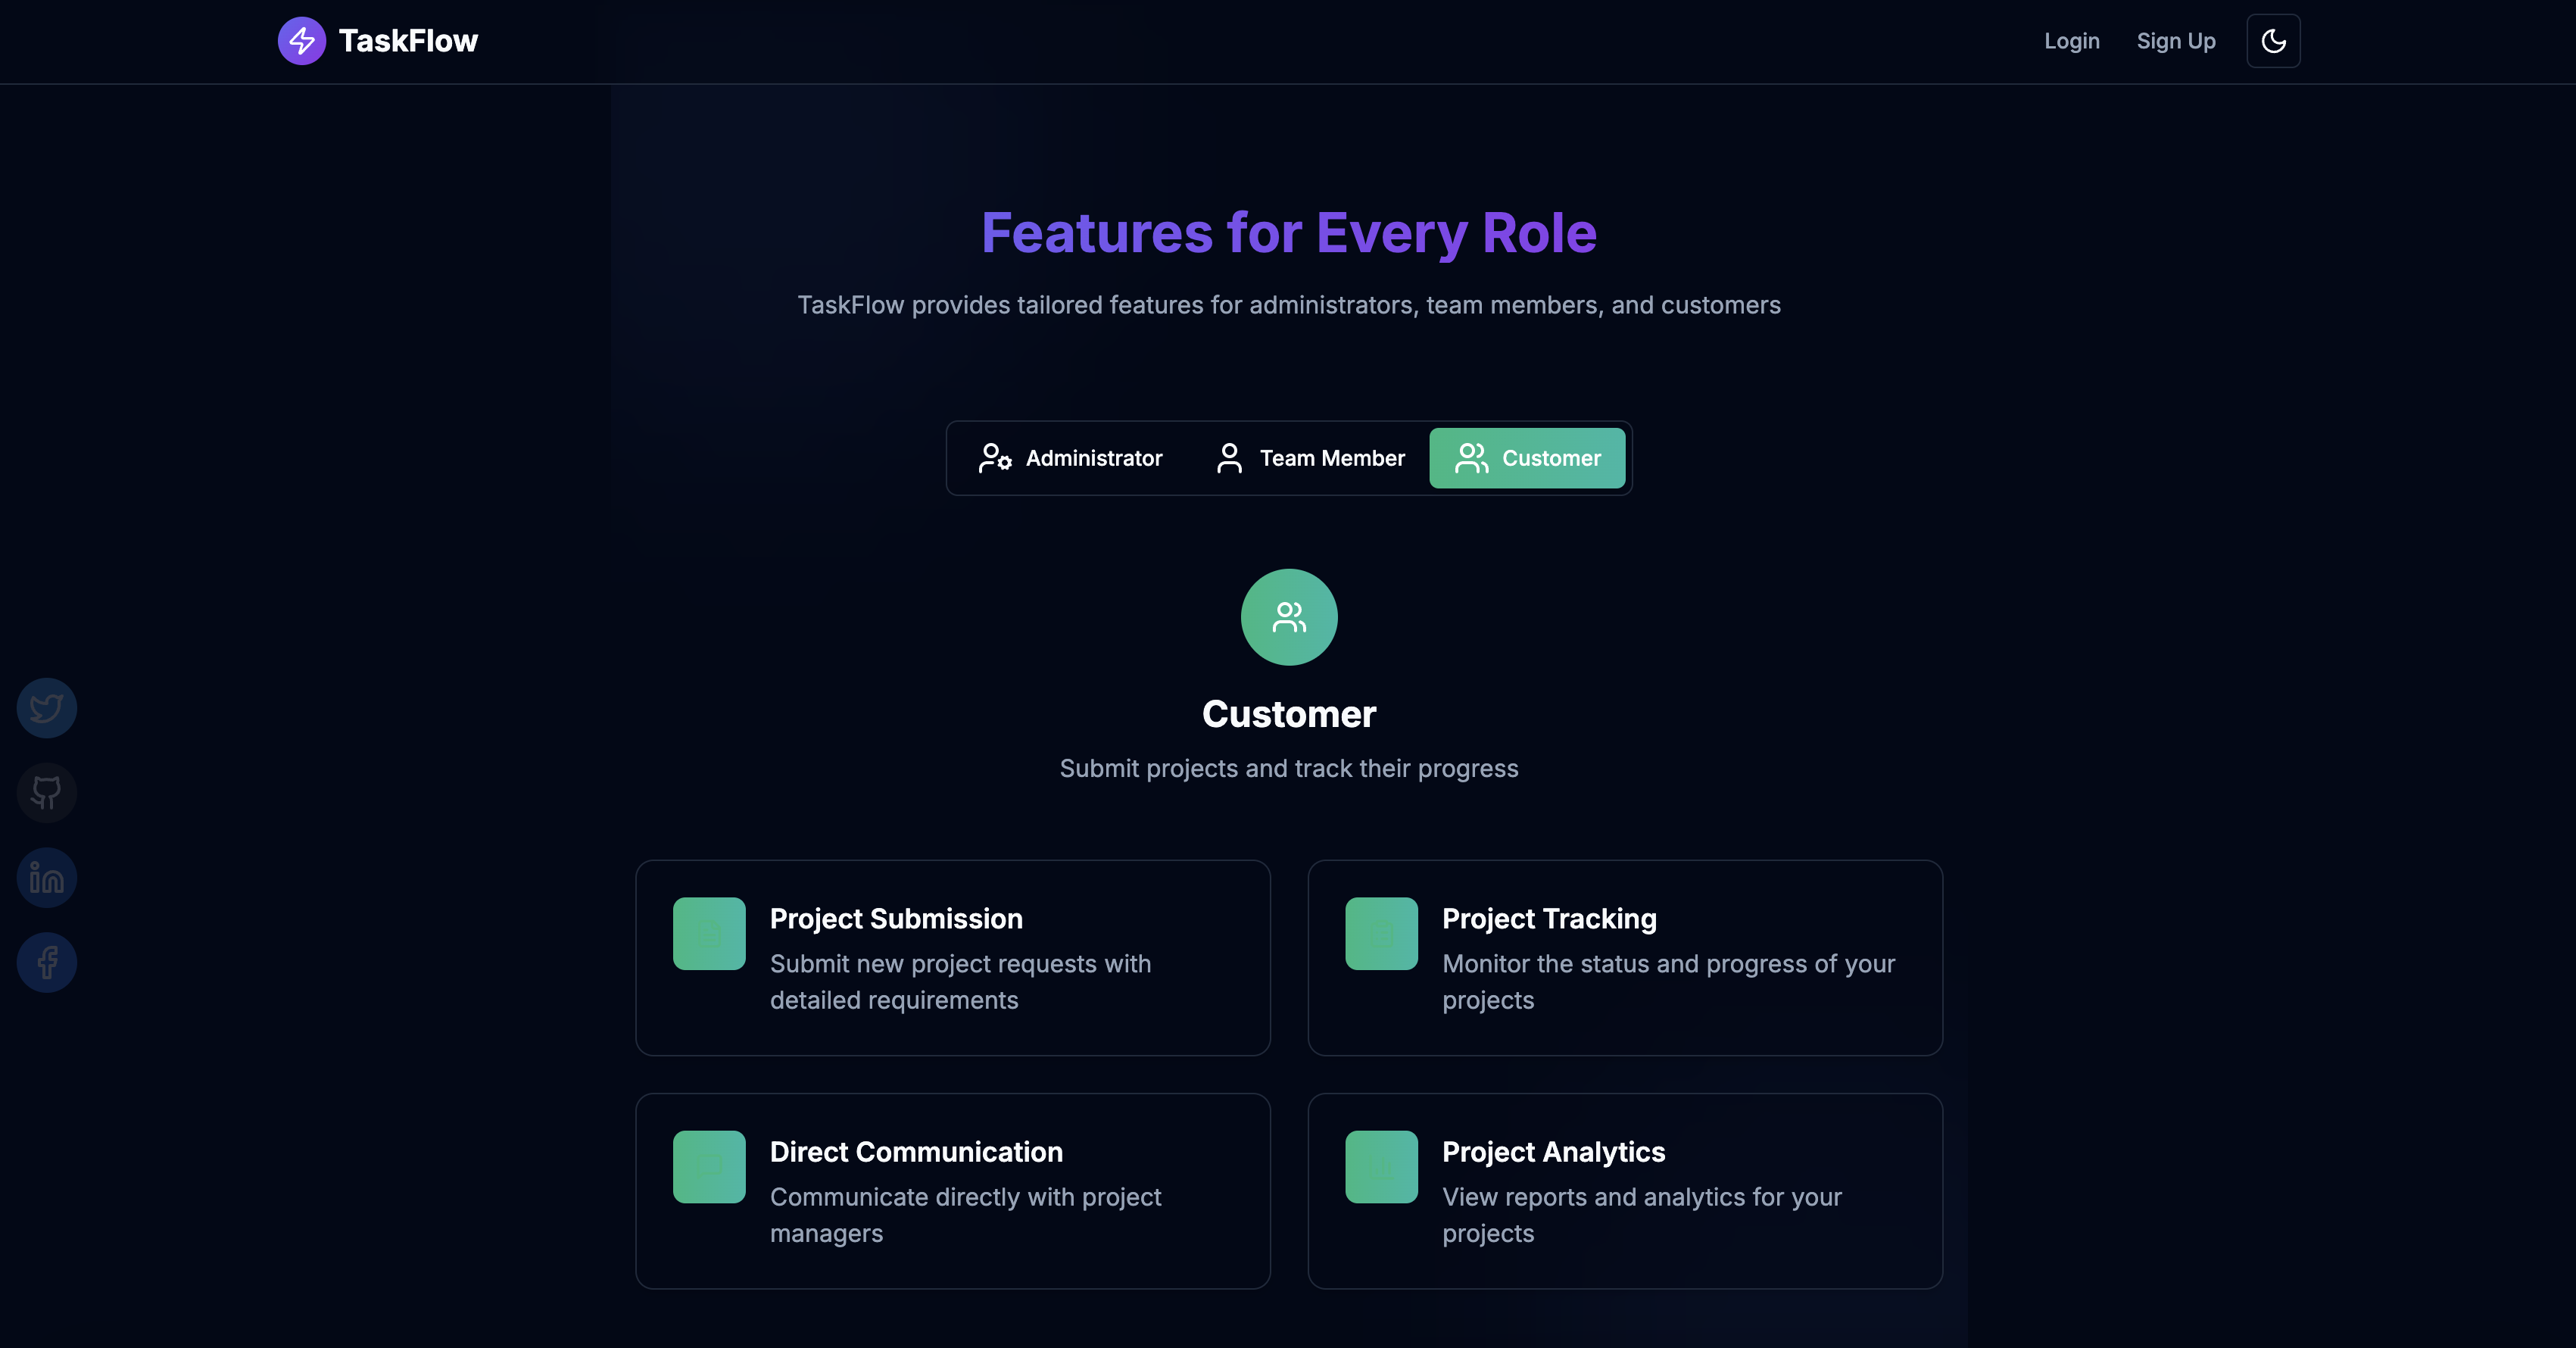 TaskFlow
Login
Sign Up
Features for Every Role
TaskFlow provides tailored features for administrators, team members, and customers
Administrator
Team Member
Customer
Customer
Submit projects and track their progress
Project Submission
Submit new project requests with
detailed requirements
Project Tracking
Monitor the status and progress of your
projects
Direct Communication
Communicate directly with project
managers
Project Analytics
View reports and analytics for your
projects